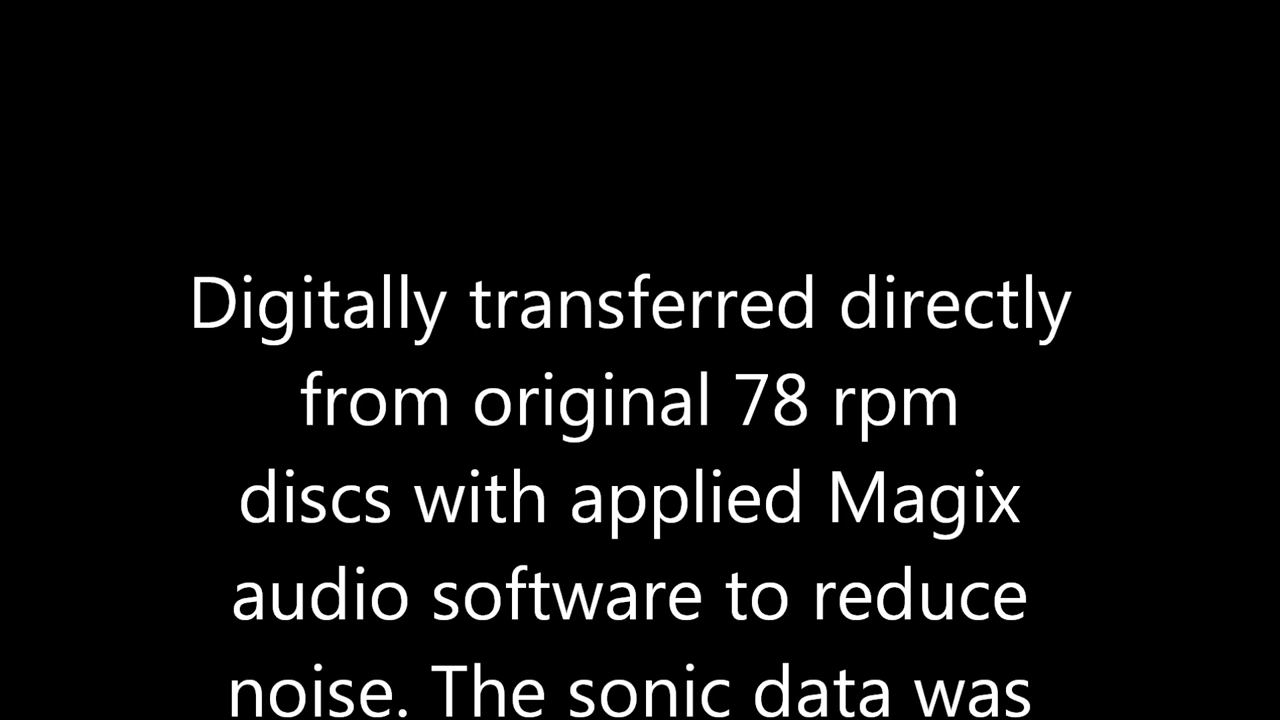 Digitally transferred directly
from original 78 rpm
discs with applied Magix
audio software to reduce
noise. The sonic data was